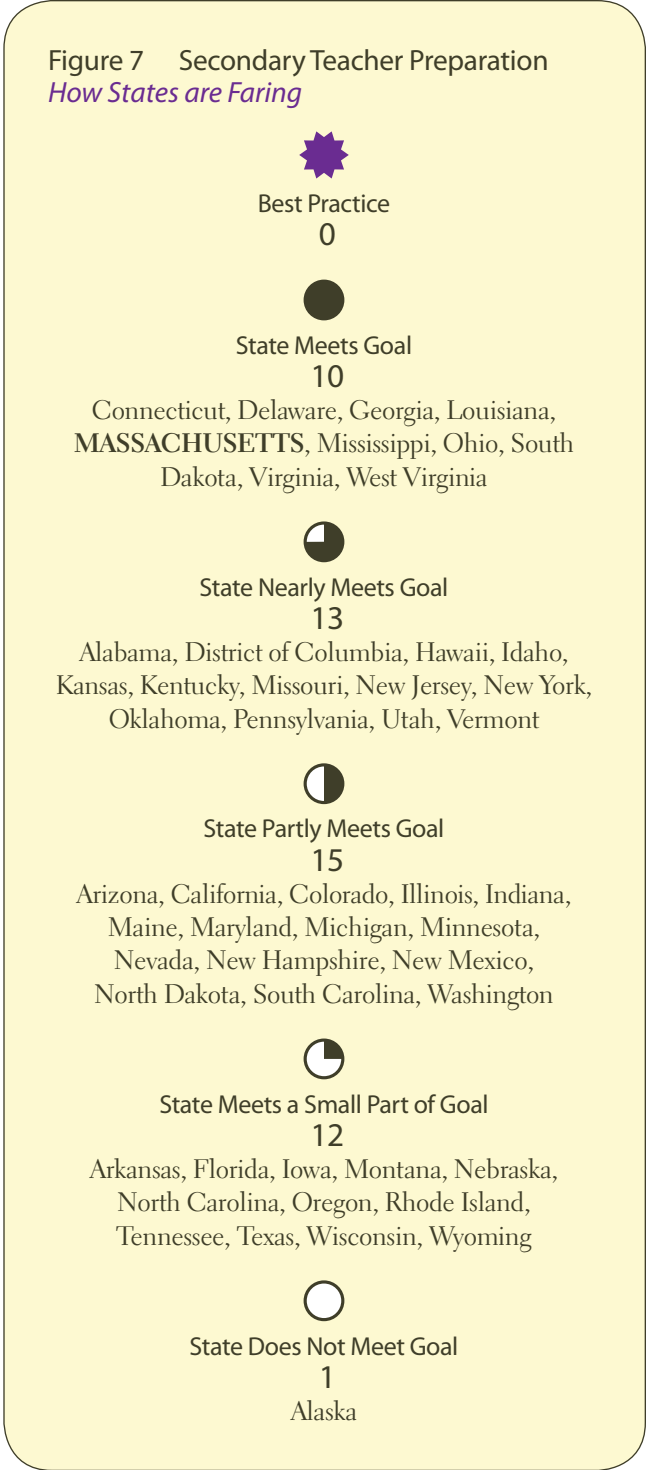 Figure 7 Secondary Teacher Preparation
How States are Faring
Best Practice
0
State Meets Goal
10
Connecticut, Delaware, Georgia, Louisiana,
MASSACHUSETTS, Mississippi, Ohio, South
Dakota, Virginia, West Virginia
State Nearly Meets Goal
13
Alabama, District of Columbia, Hawaii, Idaho,
Kansas, Kentucky, Missouri, New Jersey, New York,
Oklahoma, Pennsylvania, Utah, Vermont
State Partly Meets Goal
15
Arizona, California, Colorado, Illinois, Indiana,
Maine, Maryland, Michigan, Minnesota,
Nevada, New Hampshire, New Mexico,
North Dakota, South Carolina, Washington
State Meets a Small Part of Goal
12
Arkansas, Florida, Iowa, Montana, Nebraska,
North Carolina, Oregon, Rhode Island,
Tennessee, Texas, Wisconsin, Wyoming
State Does Not Meet Goal
1
Alaska